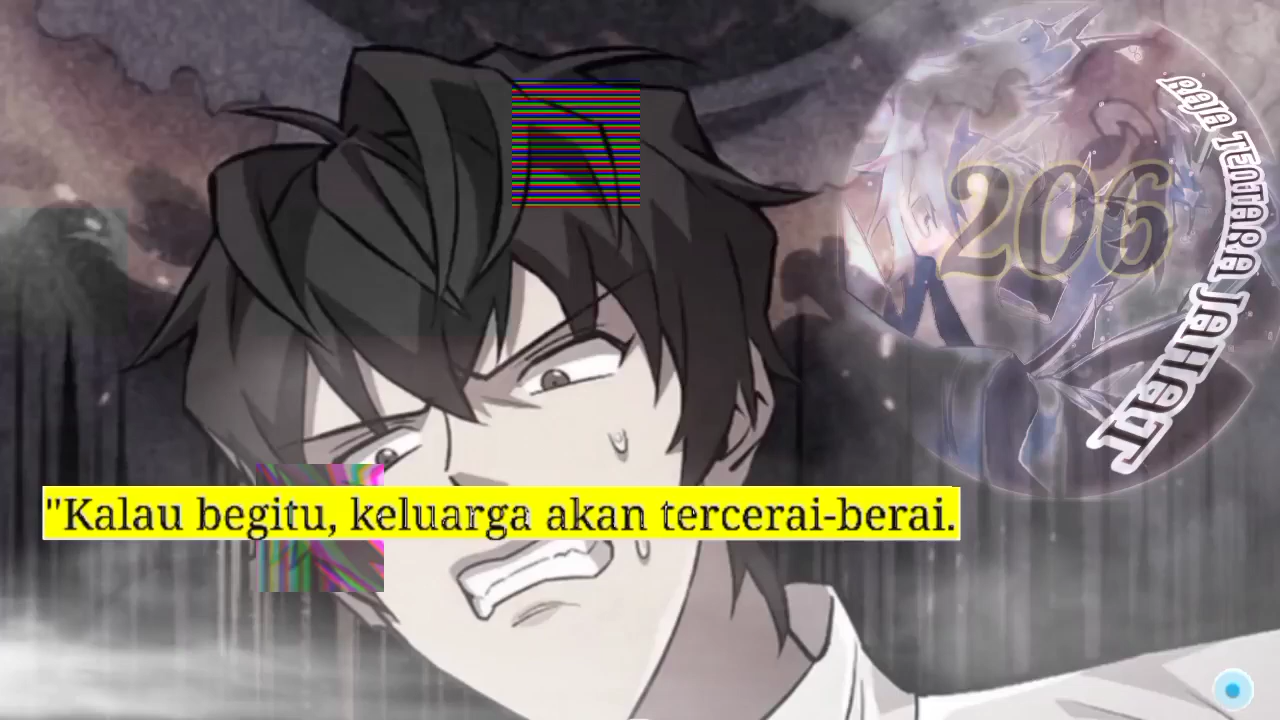 RAJA TENTARA JAHAT
206
"Kalau begitu, keluarga akan tercerai-berai.